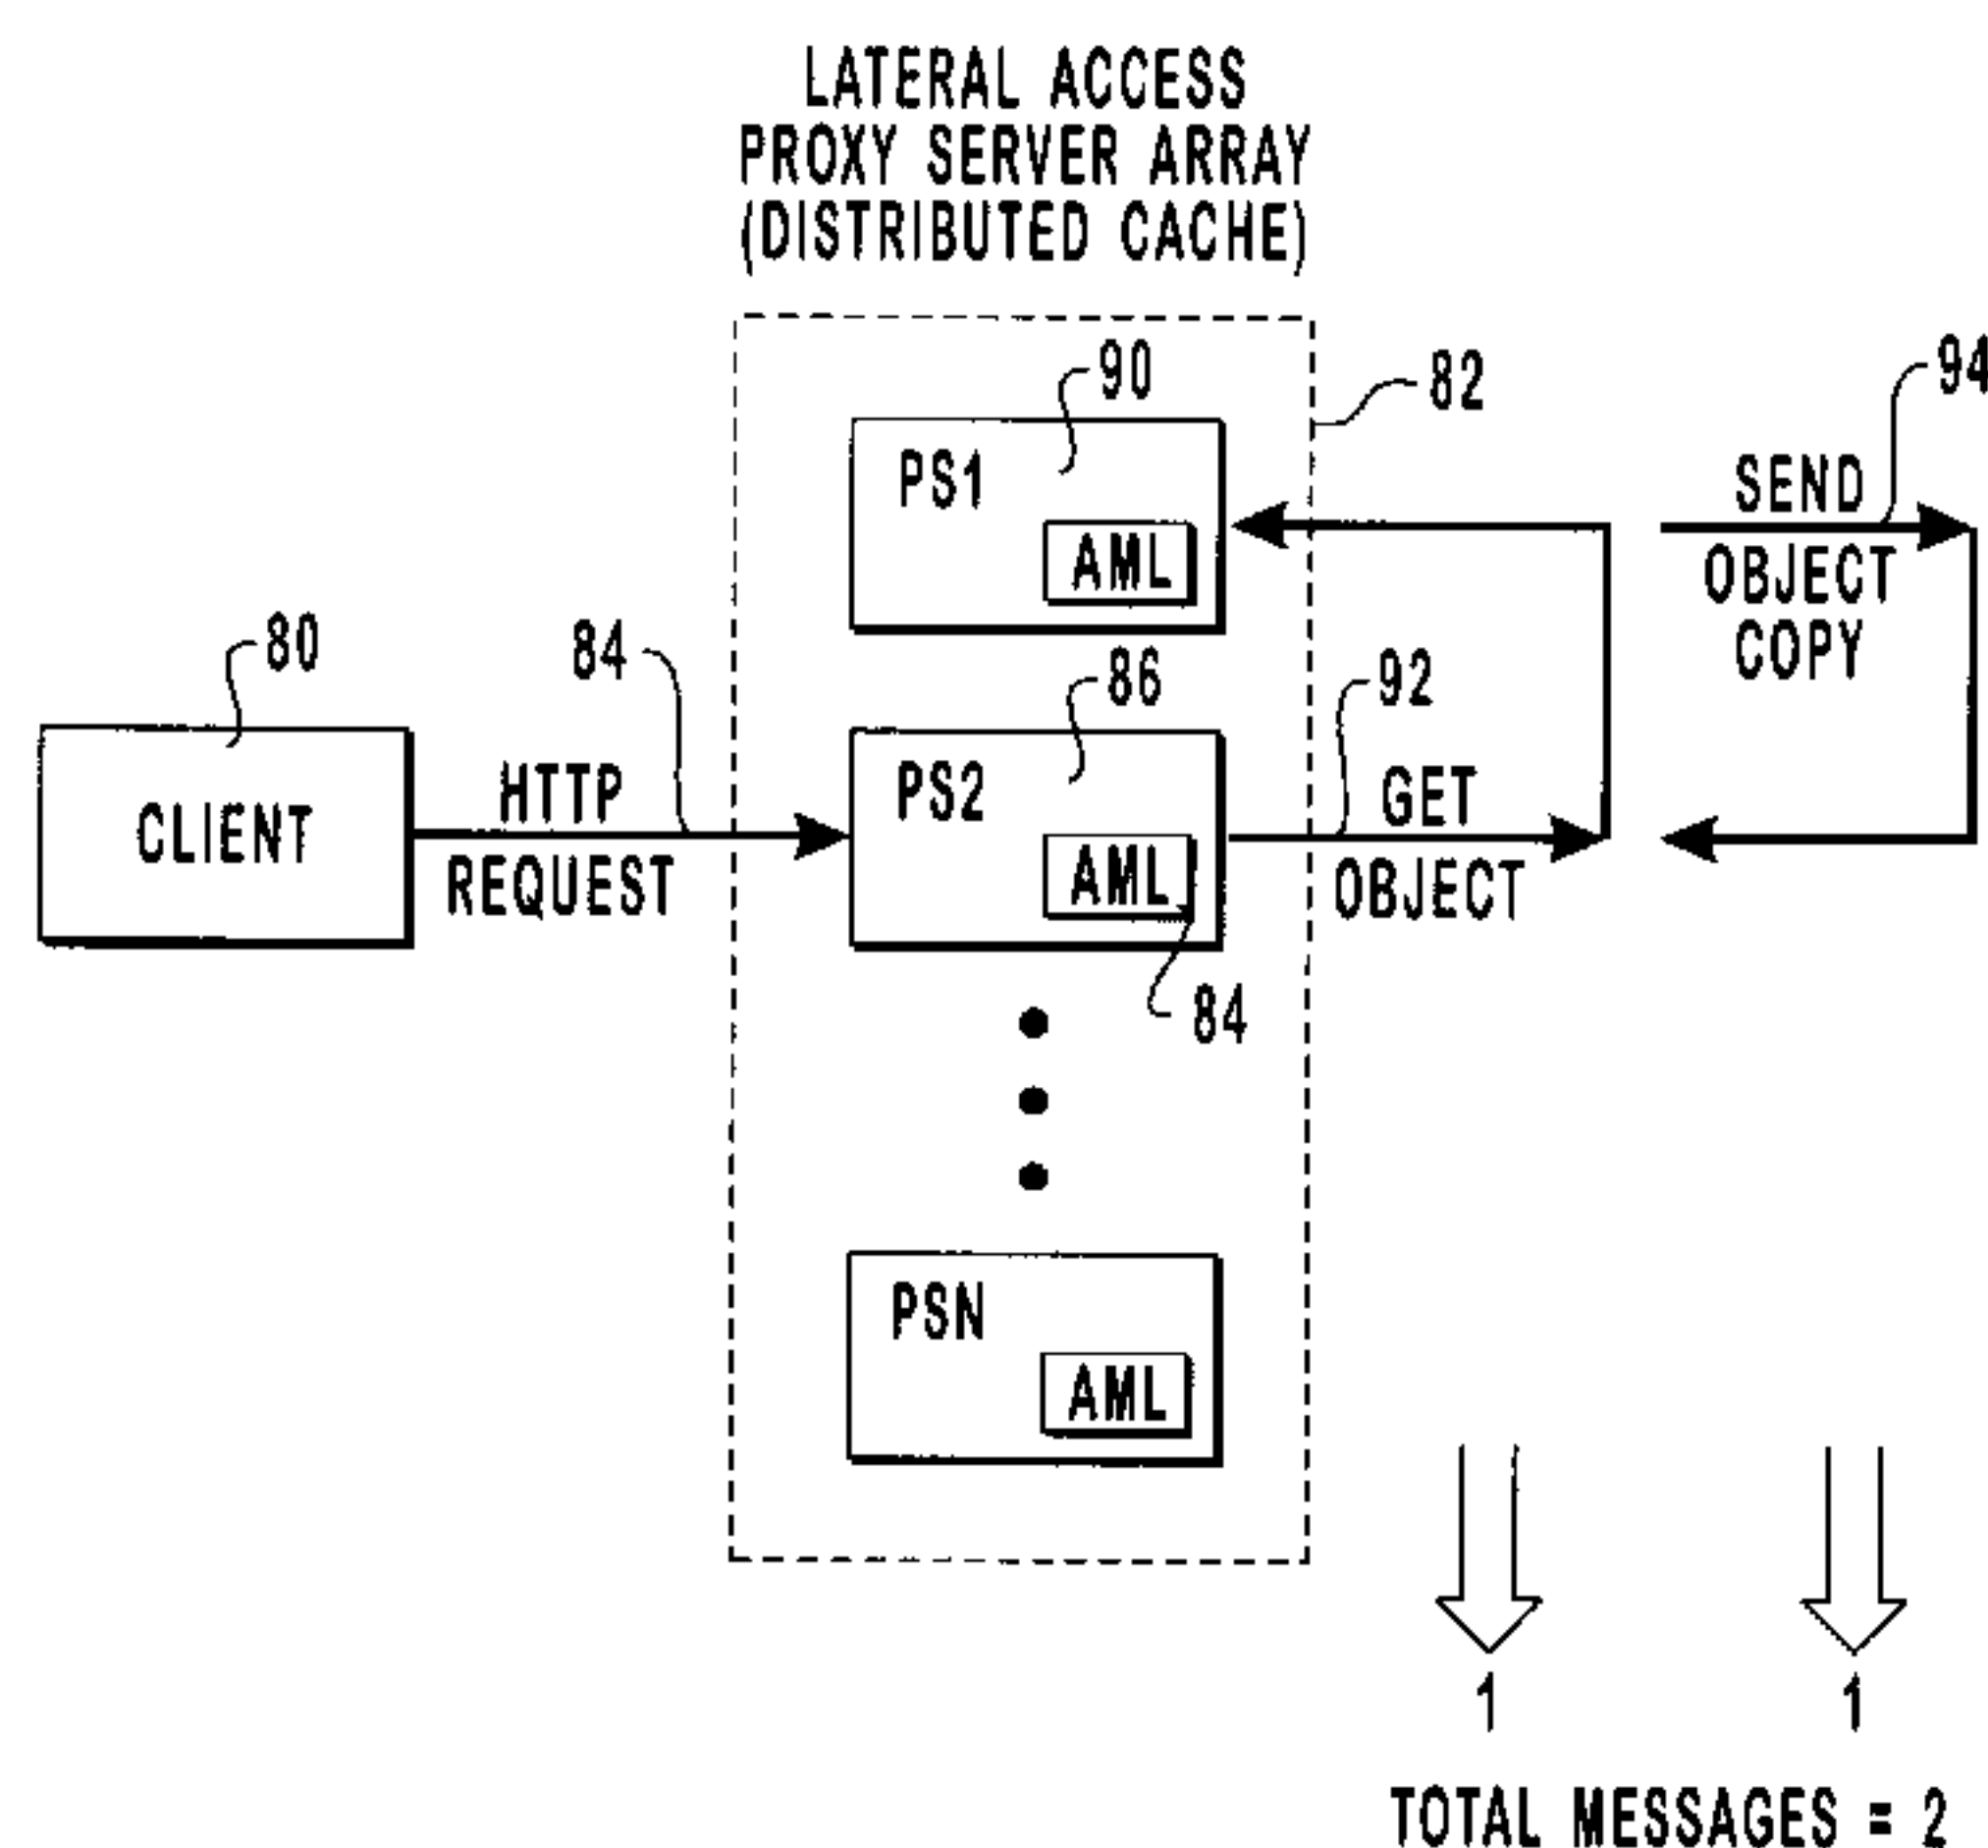 LATERAL ACCESS
PROXY SERVER ARRAY
(DISTRIBUTED CACHE)
90
82
94
PS1
AML
SEND
OBJECT
COPY
80
84
86
92
CLIENT
HTTP
REQUEST
PS2
AML
GET
OBJECT
84
PSN
AML
1
1
TOTAL MESSAGES = 2